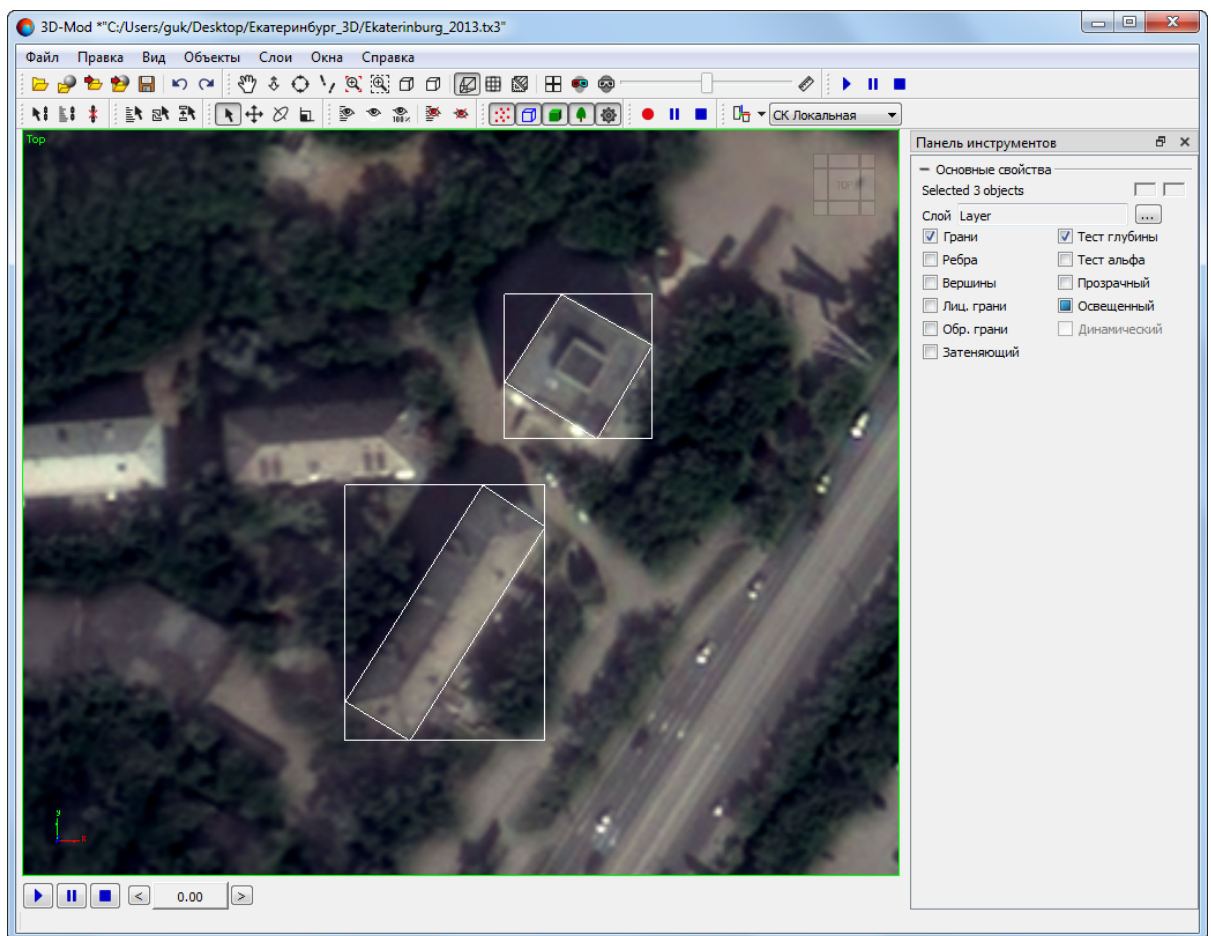 3D-Mod *"C:/Users/guk/Desktop/Екатеринбург_3D/Ekaterinburg_2013.tx3"
Файл Правка Вид Объекты Слои Окна Справка
100%
СК Локальная
Top
TOP
Панель инструментов
Основные свойства
Selected 3 objects
Слой Layer ...
Грани Тест глубины
Ребра Тест альфа
Вершины Прозрачный
Лиц. грани Освещенный
Обр. грани Динамический
Затеняющий
y
x
< 0.00 >